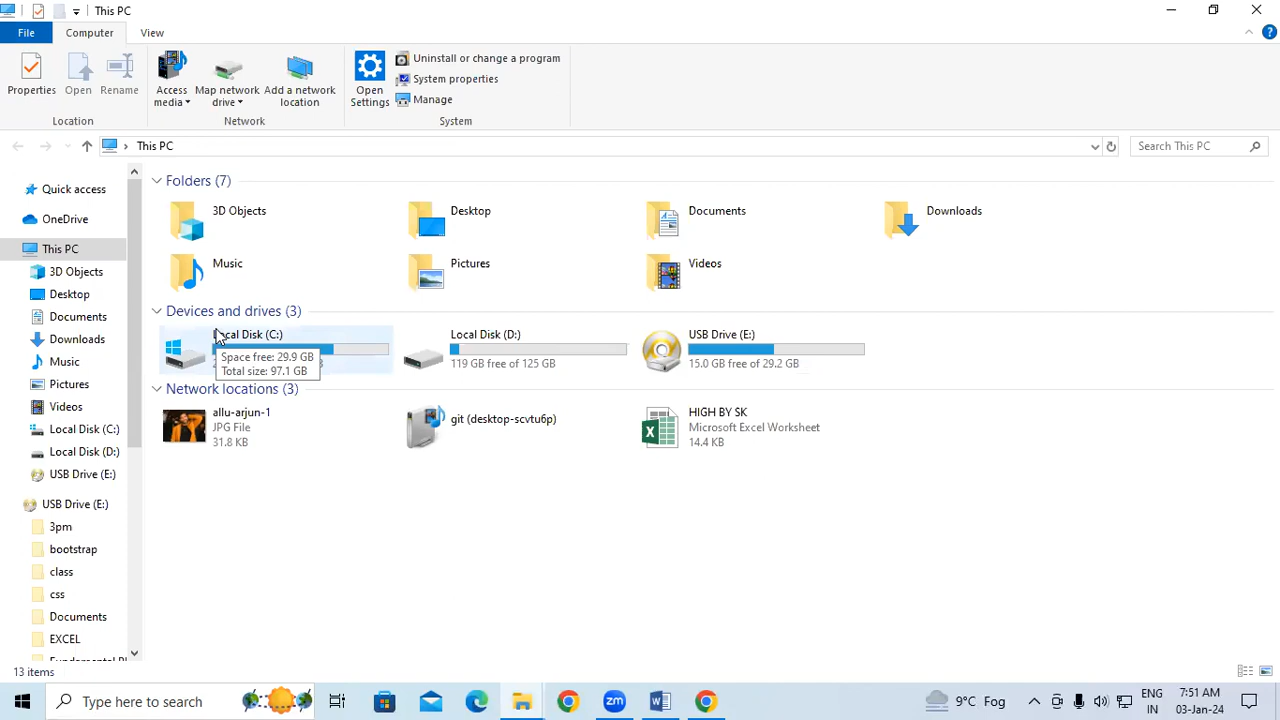 This PC
File
Computer
View
Properties
Open
Rename
Access media
Map network drive
Add a network location
Open Settings
Uninstall or change a program
System properties
Manage
Location
Network
System
This PC
Search This PC
Quick access
OneDrive
This PC
3D Objects
Desktop
Documents
Downloads
Music
Pictures
Videos
Local Disk (C:)
Local Disk (D:)
USB Drive (E:)
USB Drive (E:)
3pm
bootstrap
class
css
Documents
EXCEL
Folders (7)
3D Objects
Desktop
Documents
Downloads
Music
Pictures
Videos
Devices and drives (3)
Local Disk (C:)
Space free: 29.9 GB
Total size: 97.1 GB
Local Disk (D:)
119 GB free of 125 GB
USB Drive (E:)
15.0 GB free of 29.2 GB
Network locations (3)
allu-arjun-1
JPG File
31.8 KB
git (desktop-scvtu6p)
HIGH BY SK
Microsoft Excel Worksheet
14.4 KB
13 items
Type here to search
9°C Fog
ENG
IN
7:51 AM
03-Jan-24